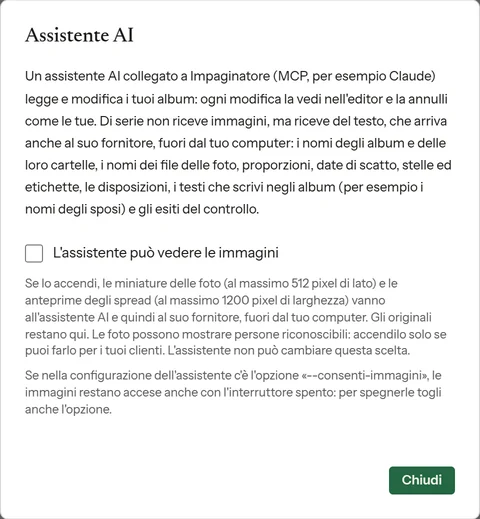 Assistente AI
Un assistente AI collegato a Impaginatore (MCP, per esempio Claude)
legge e modifica i tuoi album: ogni modifica la vedi nell'editor e la annulli
come le tue. Di serie non riceve immagini, ma riceve del testo, che arriva
anche al suo fornitore, fuori dal tuo computer: i nomi degli album e delle
loro cartelle, i nomi dei file delle foto, proporzioni, date di scatto, stelle ed
etichette, le disposizioni, i testi che scrivi negli album (per esempio i
nomi degli sposi) e gli esiti del controllo.
L'assistente può vedere le immagini
Se lo accendi, le miniature delle foto (al massimo 512 pixel di lato) e le
anteprime degli spread (al massimo 1200 pixel di larghezza) vanno
all'assistente AI e quindi al suo fornitore, fuori dal tuo computer. Gli originali
restano qui. Le foto possono mostrare persone riconoscibili: accendilo solo se
puoi farlo per i tuoi clienti. L'assistente non può cambiare questa scelta.
Se nella configurazione dell'assistente c'è l'opzione «--consenti-immagini», le
immagini restano accese anche con l'interruttore spento: per spegnerle togli
anche l'opzione.
Chiudi